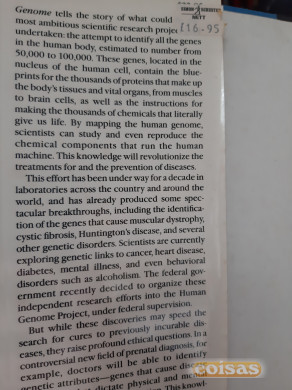 Genome tells the story of what could
most ambitious scientific research projec
undertaken: the attempt to identify all the genes
in the human body, estimated to number from
50,000 to 100,000. These genes, located in the
nucleus of the human cell, contain the blue-
prints for the thousands of proteins that make up
the body's tissues and vital organs, from muscles
to brain cells, as well as the instructions for
making the thousands of chemicals that literally
give us life. By mapping the human genome,
scientists can study and even reproduce the
chemical components that run the human
machine. This knowledge will revolutionize the
treatments for and the prevention of diseases.
This effort has been under way for a decade in
laboratories across the country and around the
world, and has already produced some spec-
tacular breakthroughs, including the identifica-
tion of the genes that cause muscular dystrophy,
cystic fibrosis, Huntington's disease, and several
other genetic disorders. Scientists are currently
exploring genetic links to cancer, heart disease,
diabetes, mental illness, and even behavioral
disorders such as alcoholism. The federal gov-
ernment recently decided to organize these
independent research efforts into the Human
Genome Project, under federal supervision.
But while these discoveries may speed the
search for cures to previously incurable dis-
eases, they raise profound ethical questions. In a
controversial new field of prenatal diagnosis, for
example, doctors will be able to identify
genetic attributes—genes that cause disea
dictate physical and me
This knowl
£16-95
coisas